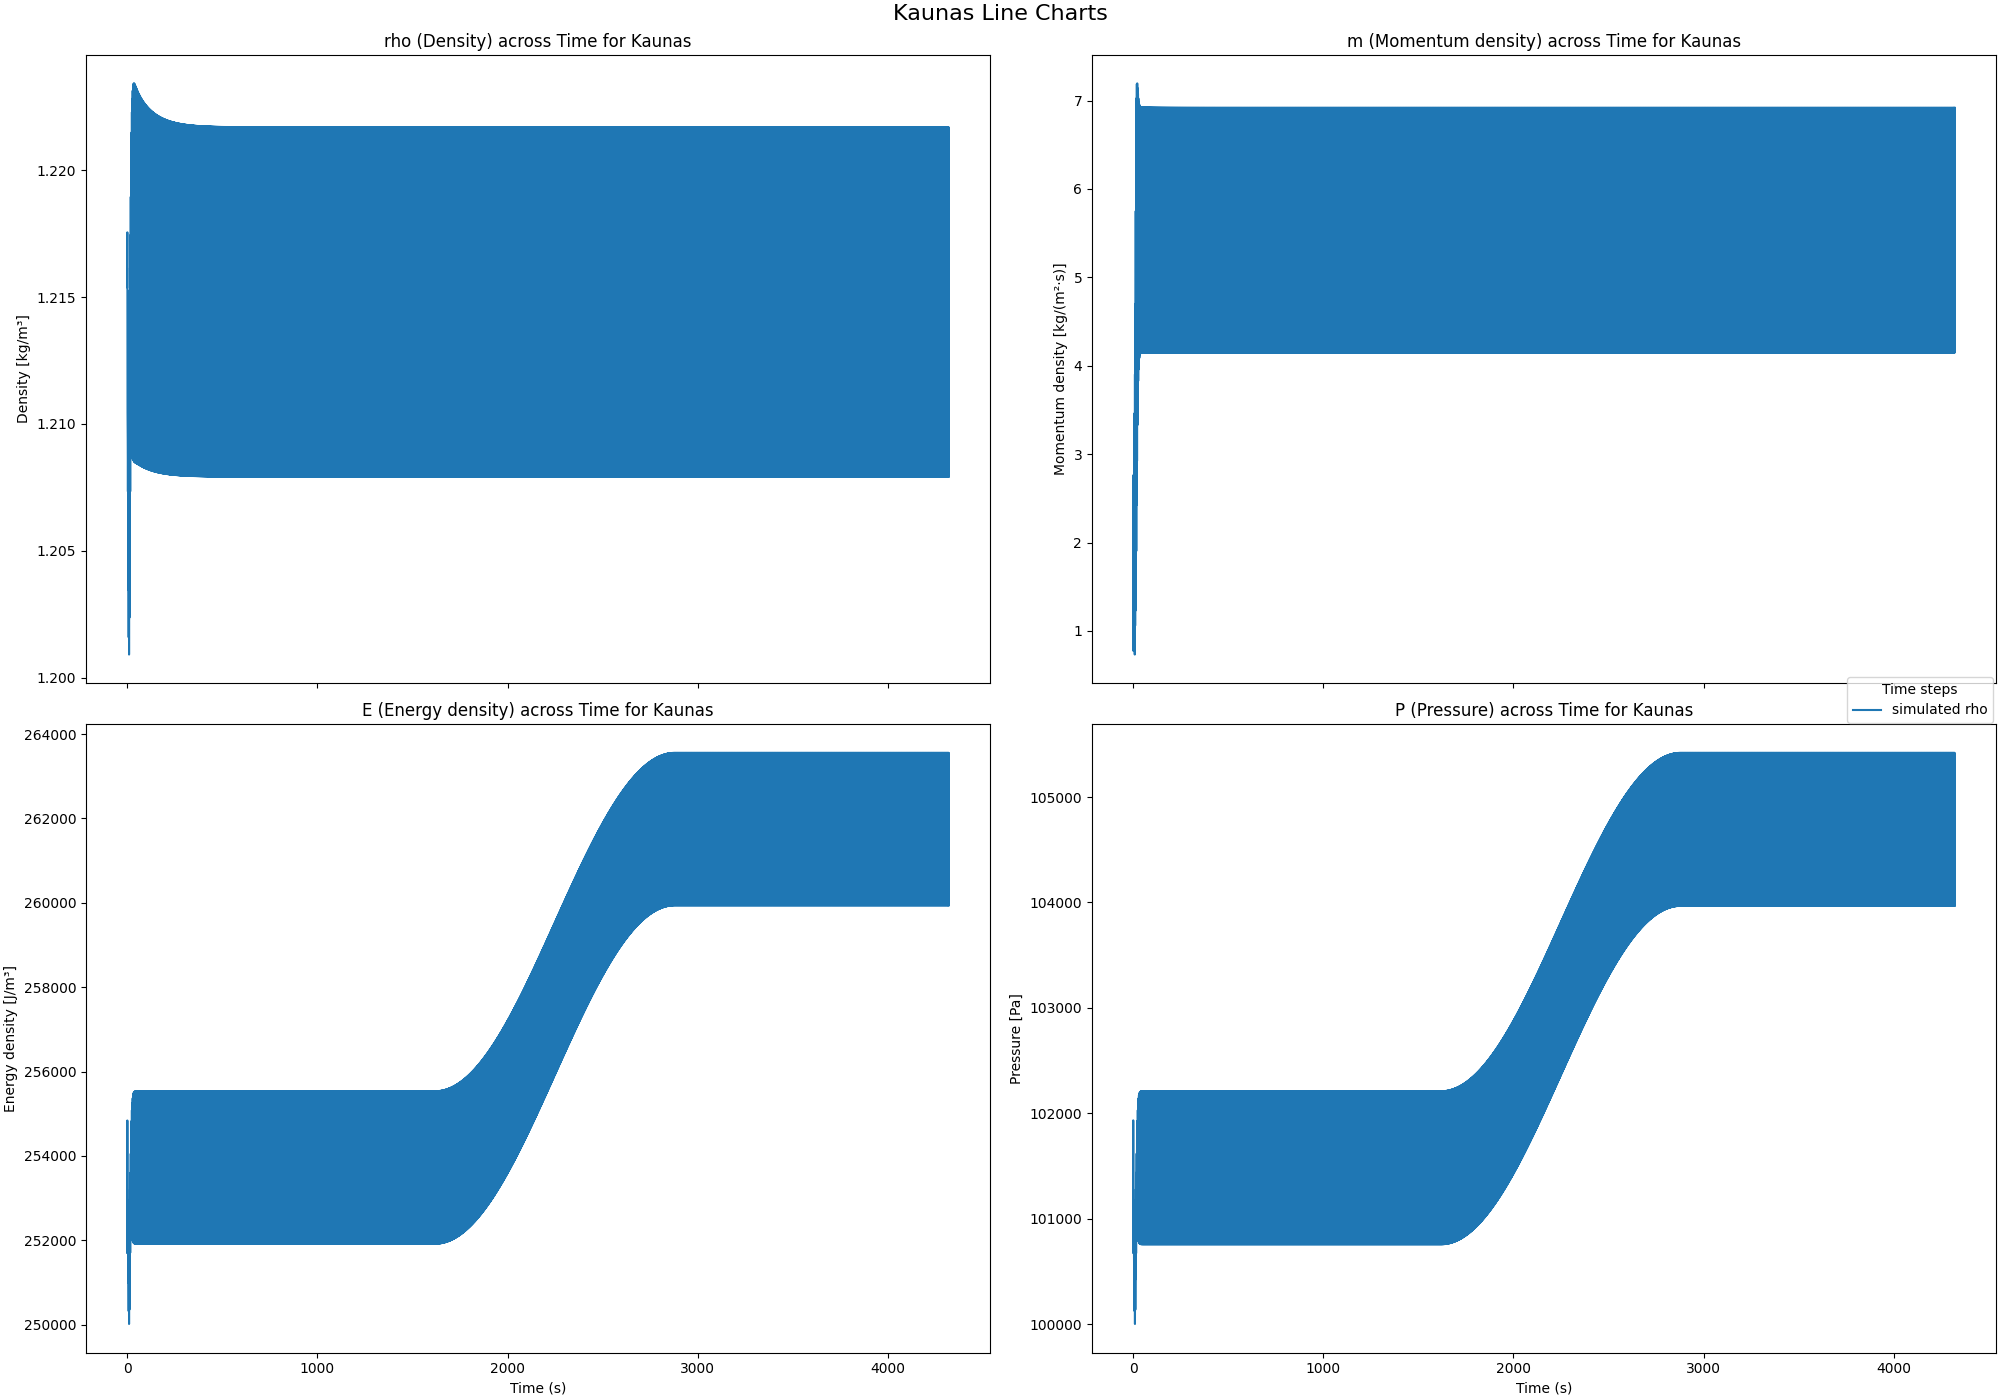 Kaunas Line Charts
rho (Density) across Time for Kaunas
Density [kg/m³]
1.220
1.215
1.210
1.205
1.200
m (Momentum density) across Time for Kaunas
Momentum density [kg/(m²·s)]
7
6
5
4
3
2
1
Time steps
simulated rho
E (Energy density) across Time for Kaunas
Energy density [J/m³]
264000
262000
260000
258000
256000
254000
252000
250000
0 1000 2000 3000 4000
Time (s)
P (Pressure) across Time for Kaunas
Pressure [Pa]
105000
104000
103000
102000
101000
100000
0 1000 2000 3000 4000
Time (s)